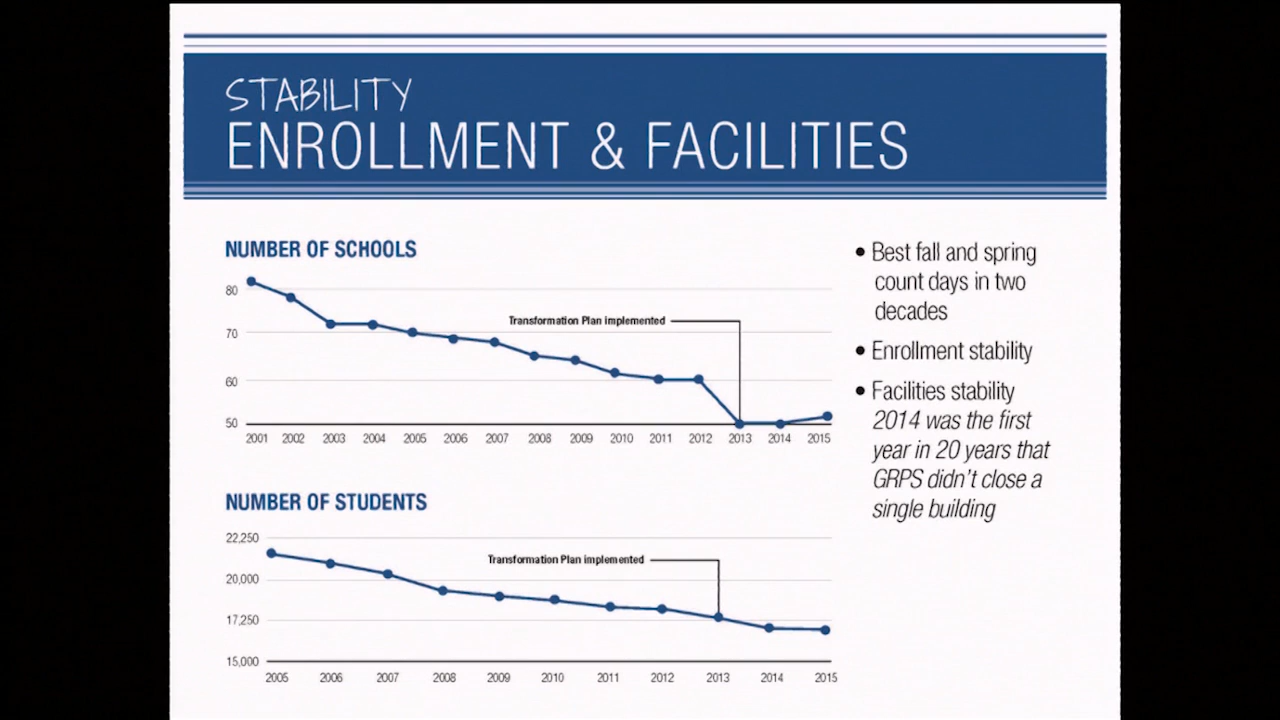 STABILITY
ENROLLMENT & FACILITIES
NUMBER OF SCHOOLS
80
70
60
50
Transformation Plan implemented
2001 2002 2003 2004 2005 2006 2007 2008 2009 2010 2011 2012 2013 2014 2015
NUMBER OF STUDENTS
22,250
20,000
17,250
15,000
Transformation Plan implemented
2005 2006 2007 2008 2009 2010 2011 2012 2013 2014 2015
• Best fall and spring
count days in two
decades
• Enrollment stability
• Facilities stability
2014 was the first
year in 20 years that
GRPS didn't close a
single building